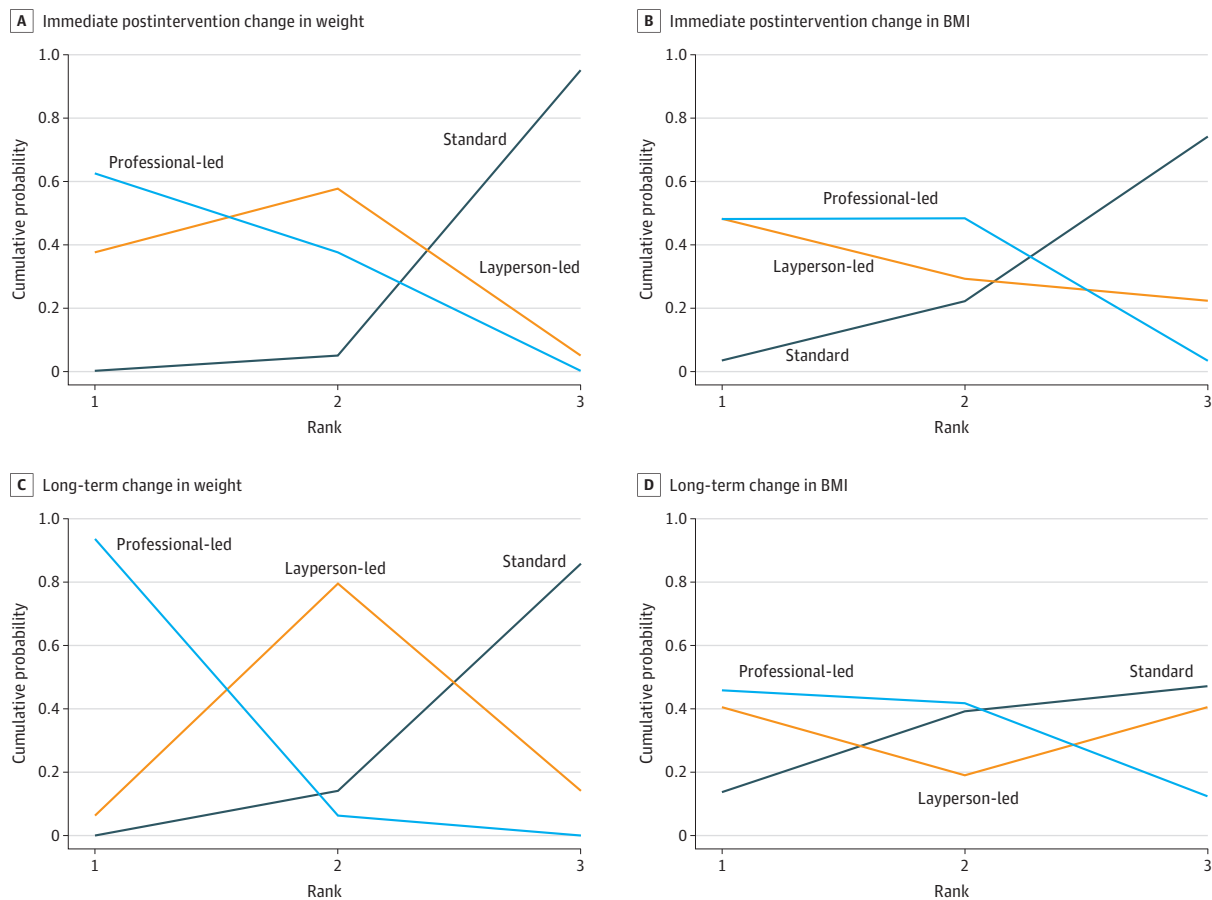 A Immediate postintervention change in weight
1.0
0.8
0.6
0.4
0.2
0
Cumulative probability
Professional-led
Standard
Layperson-led
1 2 3
Rank
B Immediate postintervention change in BMI
1.0
0.8
0.6
0.4
0.2
0
Cumulative probability
Professional-led
Layperson-led
Standard
1 2 3
Rank
C Long-term change in weight
1.0
0.8
0.6
0.4
0.2
0
Cumulative probability
Professional-led
Layperson-led
Standard
1 2 3
Rank
D Long-term change in BMI
1.0
0.8
0.6
0.4
0.2
0
Cumulative probability
Professional-led
Standard
Layperson-led
1 2 3
Rank